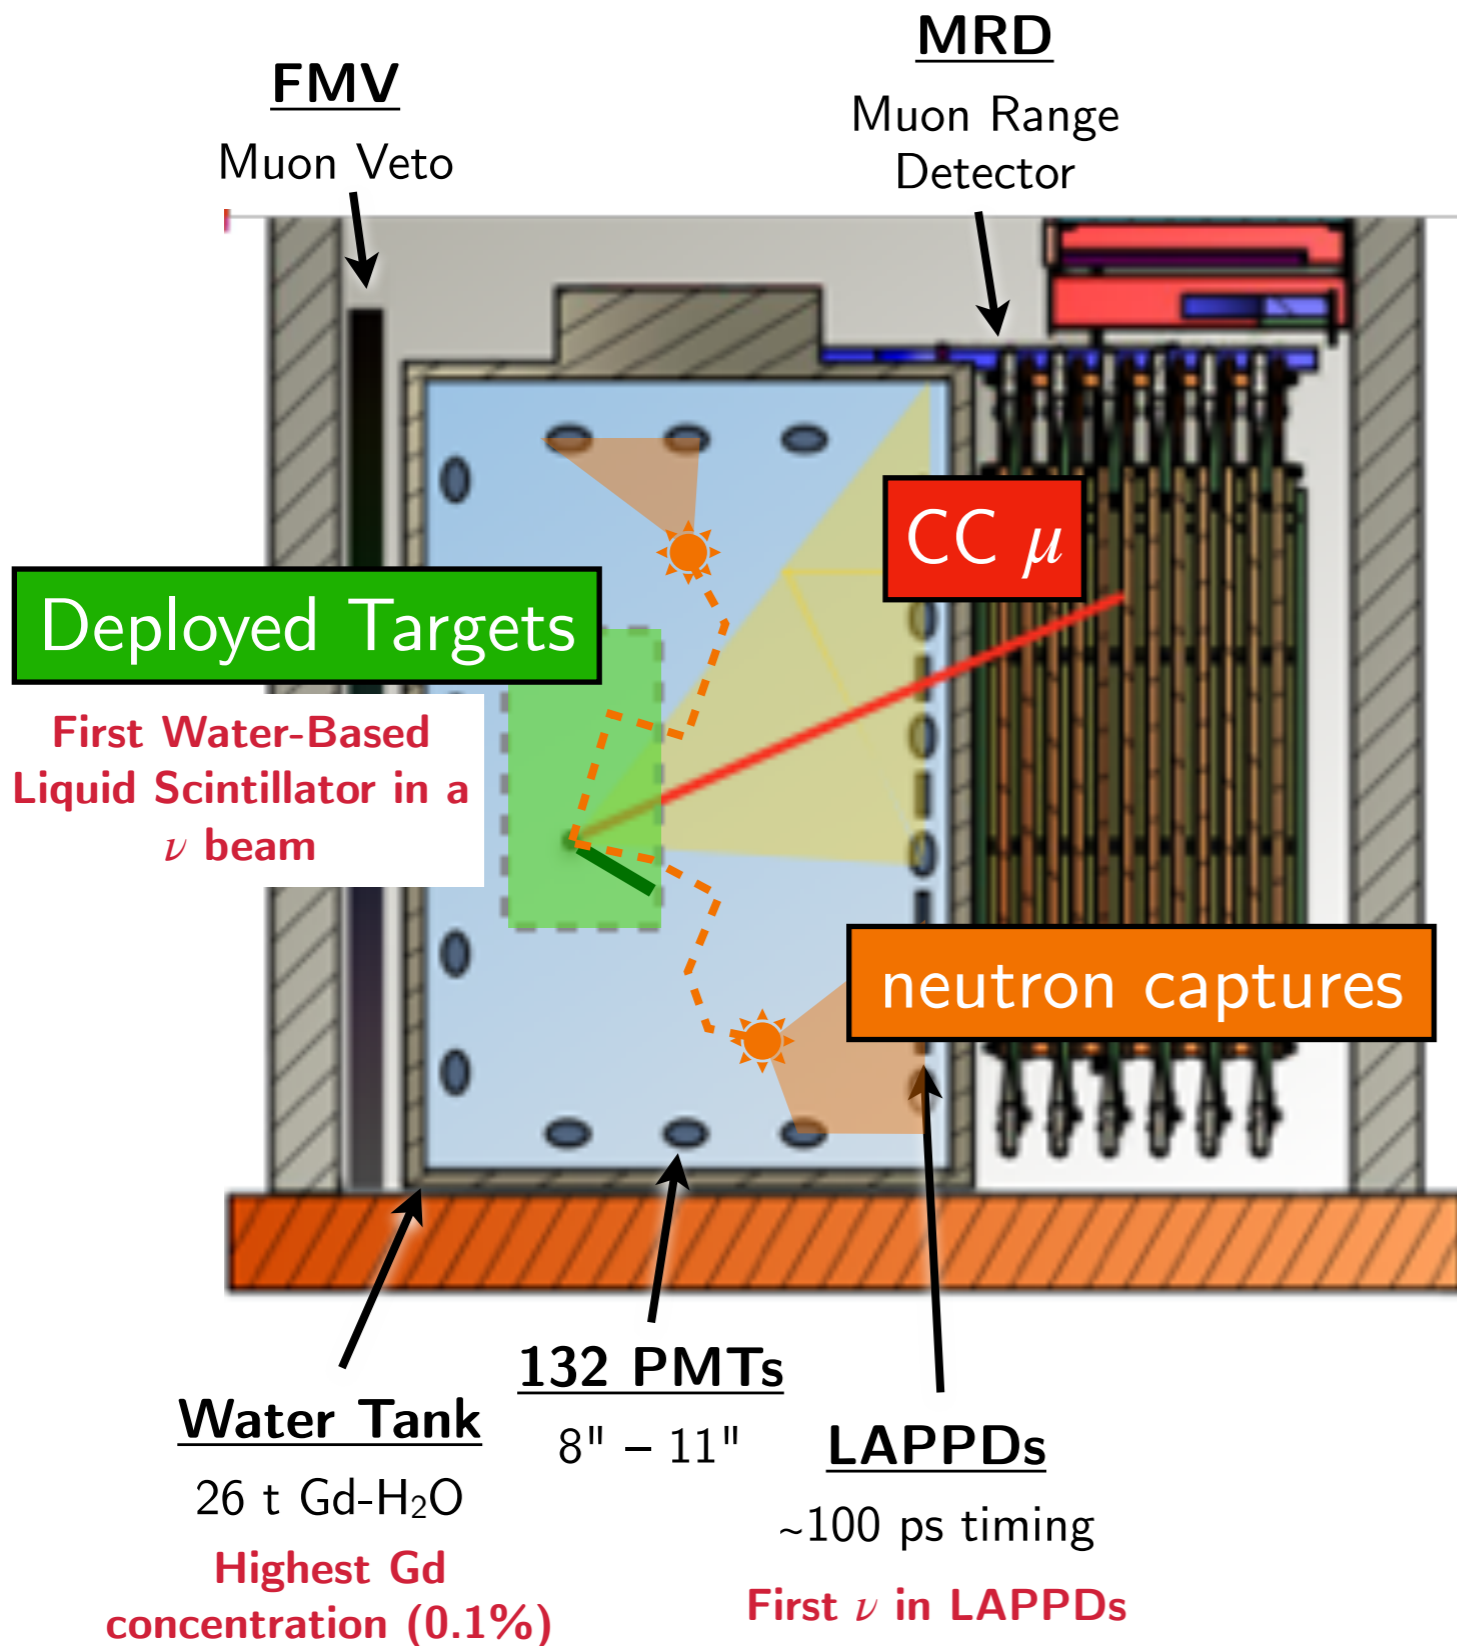 MRD
Muon Range
Detector
FMV
Muon Veto
CC μ
Deployed Targets
First Water-Based
Liquid Scintillator in a
ν beam
neutron captures
132 PMTs
8" – 11"
Water Tank
26 t Gd-H₂O
Highest Gd
concentration (0.1%)
LAPPDs
~100 ps timing
First ν in LAPPDs